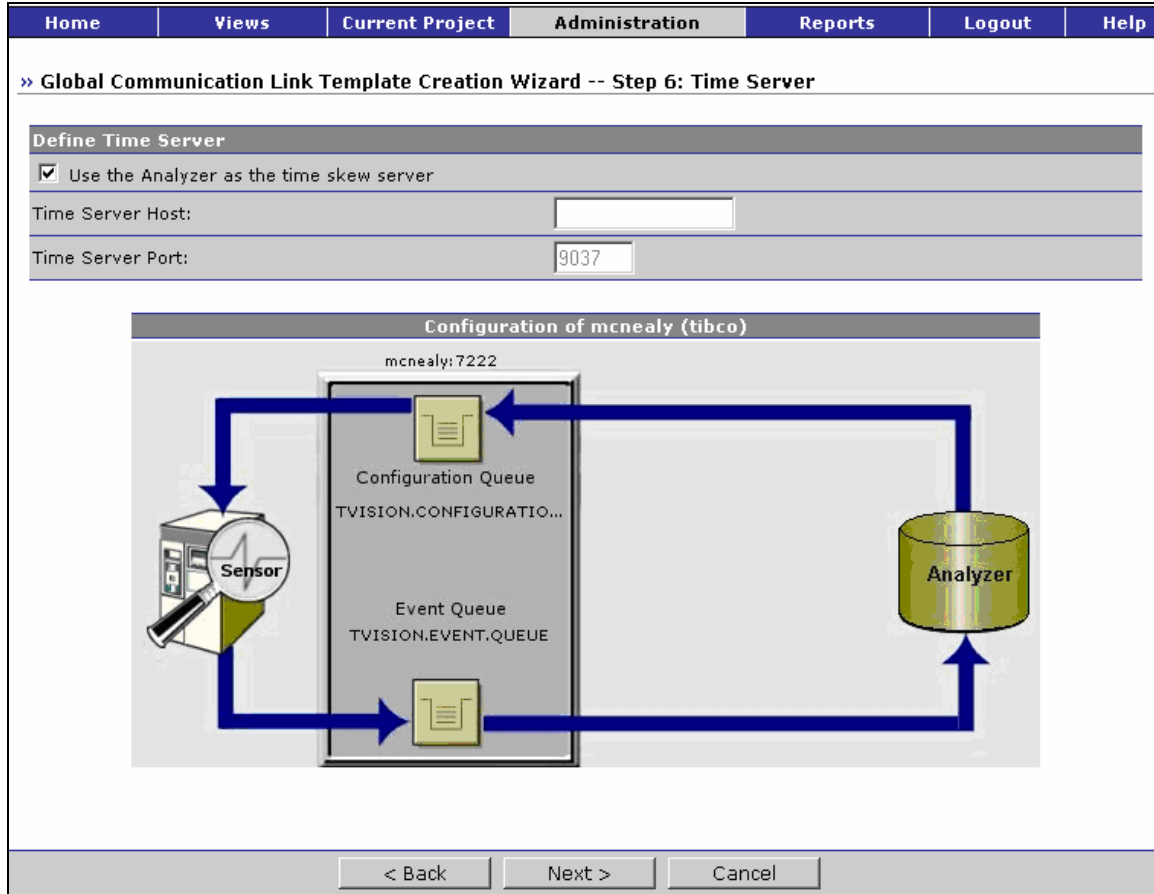 Home Views Current Project Administration Reports Logout Help
» Global Communication Link Template Creation Wizard -- Step 6: Time Server
Define Time Server
Use the Analyzer as the time skew server
Time Server Host:
Time Server Port: 9037
Configuration of mcnealy (tibco)
mcnealy:7222
Configuration Queue
TVISION.CONFIGURATIO...
Sensor
Analyzer
Event Queue
TVISION.EVENT.QUEUE
< Back Next > Cancel